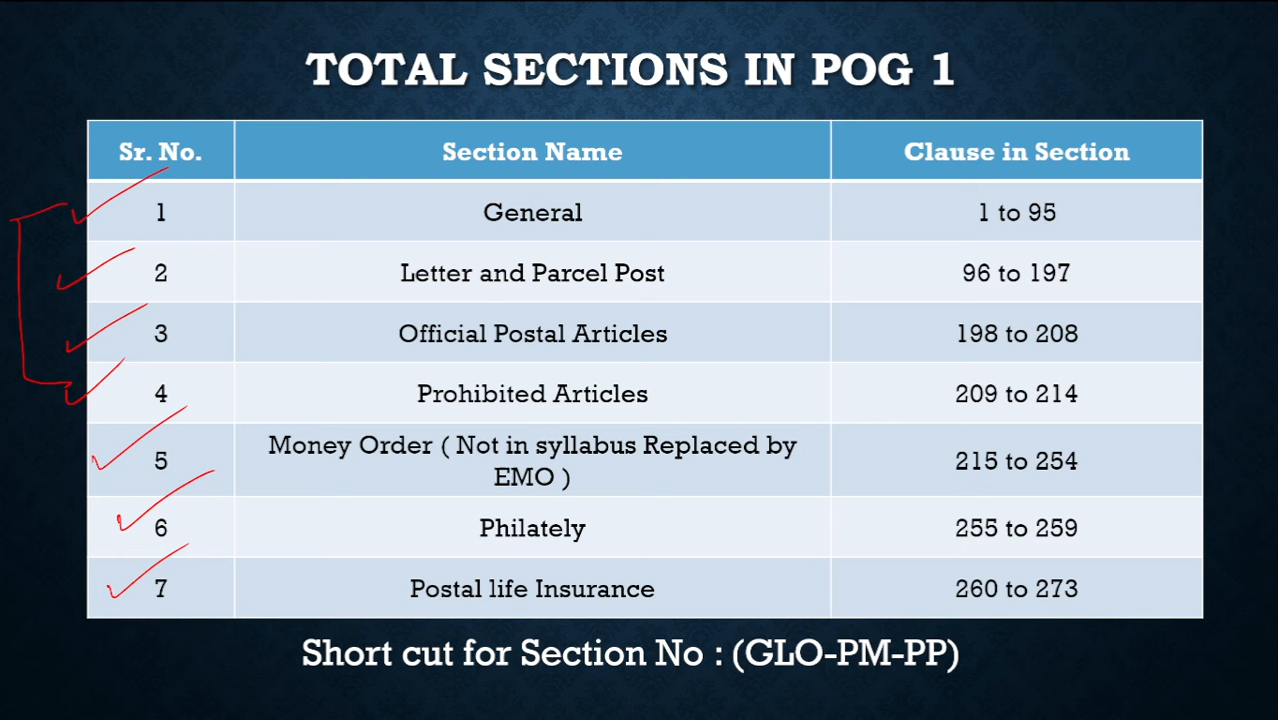 TOTAL SECTIONS IN POG 1
Sr. No. Section Name Clause in Section
1 General 1 to 95
2 Letter and Parcel Post 96 to 197
3 Official Postal Articles 198 to 208
4 Prohibited Articles 209 to 214
5 Money Order ( Not in syllabus Replaced by EMO ) 215 to 254
6 Philately 255 to 259
7 Postal life Insurance 260 to 273
Short cut for Section No : (GLO-PM-PP)